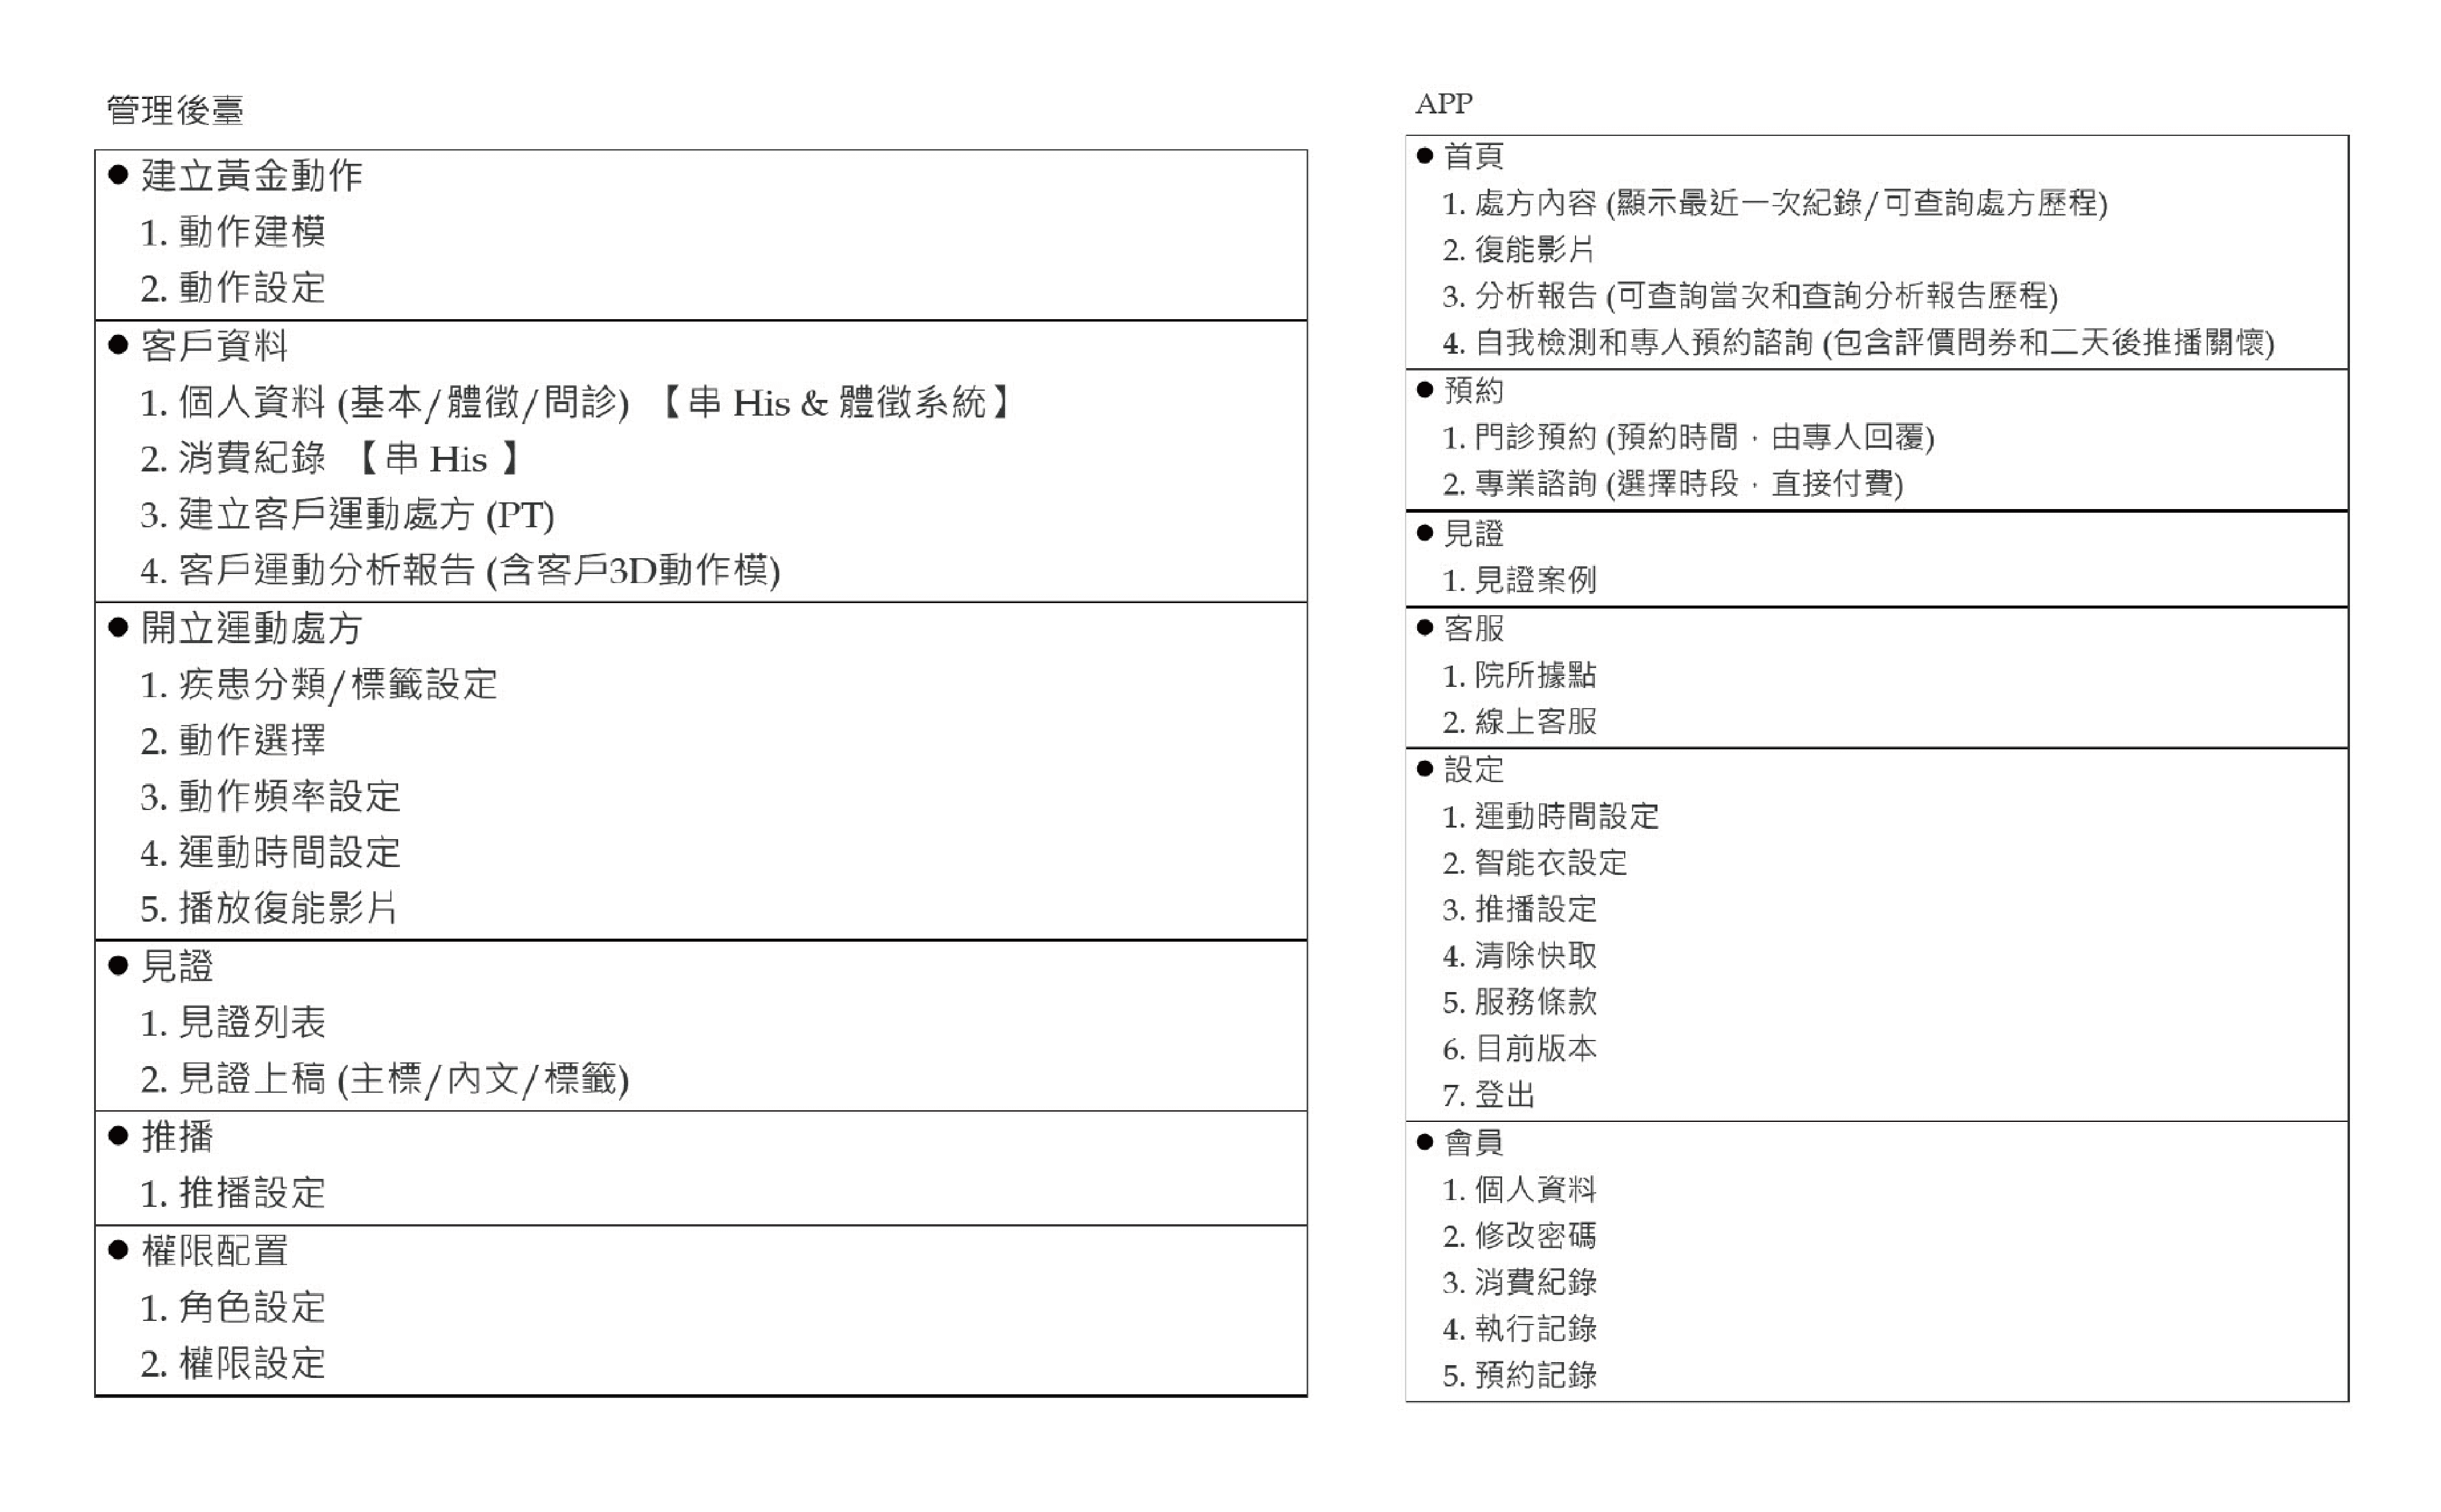 管理後臺
● 建立黃金動作
1. 動作建模
2. 動作設定
● 客戶資料
1. 個人資料 (基本/體徵/問診) 【串 His & 體徵系統】
2. 消費紀錄 【串 His 】
3. 建立客戶運動處方 (PT)
4. 客戶運動分析報告 (含客戶3D動作模)
● 開立運動處方
1. 疾患分類/標籤設定
2. 動作選擇
3. 動作頻率設定
4. 運動時間設定
5. 播放復能影片
● 見證
1. 見證列表
2. 見證上稿 (主標/內文/標籤)
● 推播
1. 推播設定
● 權限配置
1. 角色設定
2. 權限設定
APP
● 首頁
1. 處方內容 (顯示最近一次紀錄/可查詢處方歷程)
2. 復能影片
3. 分析報告 (可查詢當次和查詢分析報告歷程)
4. 自我檢測和專人預約諮詢 (包含評價問券和二天後推播關懷)
● 預約
1. 門診預約 (預約時間，由專人回覆)
2. 專業諮詢 (選擇時段，直接付費)
● 見證
1. 見證案例
● 客服
1. 院所據點
2. 線上客服
● 設定
1. 運動時間設定
2. 智能衣設定
3. 推播設定
4. 清除快取
5. 服務條款
6. 目前版本
7. 登出
● 會員
1. 個人資料
2. 修改密碼
3. 消費紀錄
4. 執行記錄
5. 預約記錄